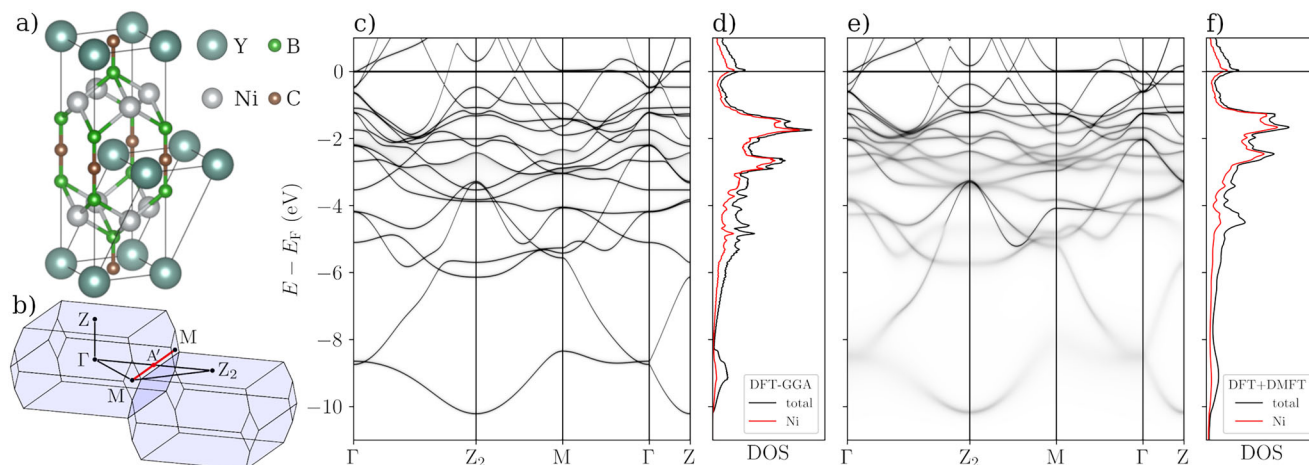 a)
Y
B
Ni
C
b)
Z
M
A'
Γ
Z₂
M
c)
E − E_F (eV)
0
−2
−4
−6
−8
−10
Γ
Z₂
M
Γ
Z
d)
DFT-GGA
total
Ni
DOS
e)
Γ
Z₂
M
Γ
Z
f)
DFT+DMFT
total
Ni
DOS